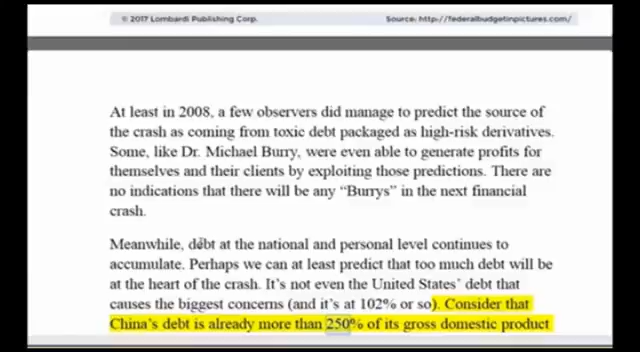 © 2017 Lombardi Publishing Corp. Source: http://federalbudgetinpictures.com/
At least in 2008, a few observers did manage to predict the source of
the crash as coming from toxic debt packaged as high-risk derivatives.
Some, like Dr. Michael Burry, were even able to generate profits for
themselves and their clients by exploiting those predictions. There are
no indications that there will be any “Burrys” in the next financial
crash.
Meanwhile, debt at the national and personal level continues to
accumulate. Perhaps we can at least predict that too much debt will be
at the heart of the crash. It’s not even the United States’ debt that
causes the biggest concerns (and it’s at 102% or so). Consider that
China’s debt is already more than 250% of its gross domestic product